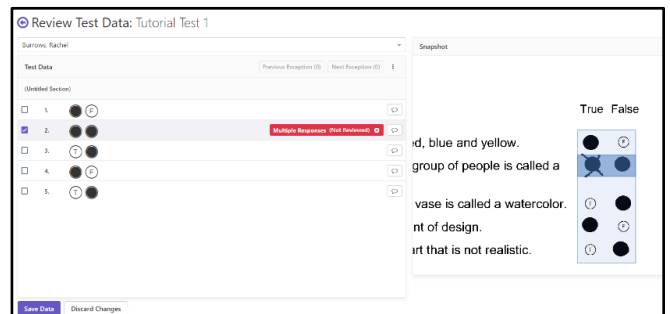 Review Test Data: Tutorial Test 1
Burrows, Rachel
Test Data
Previous Exception (0) Next Exception (0)
(Untitled Section)
1. F
2. Multiple Responses (Not Reviewed)
3. T
4. F
5. T
Save Data Discard Changes
Snapshot
True False
ed, blue and yellow. F
group of people is called a
vase is called a watercolor. T
nt of design. F
art that is not realistic. T